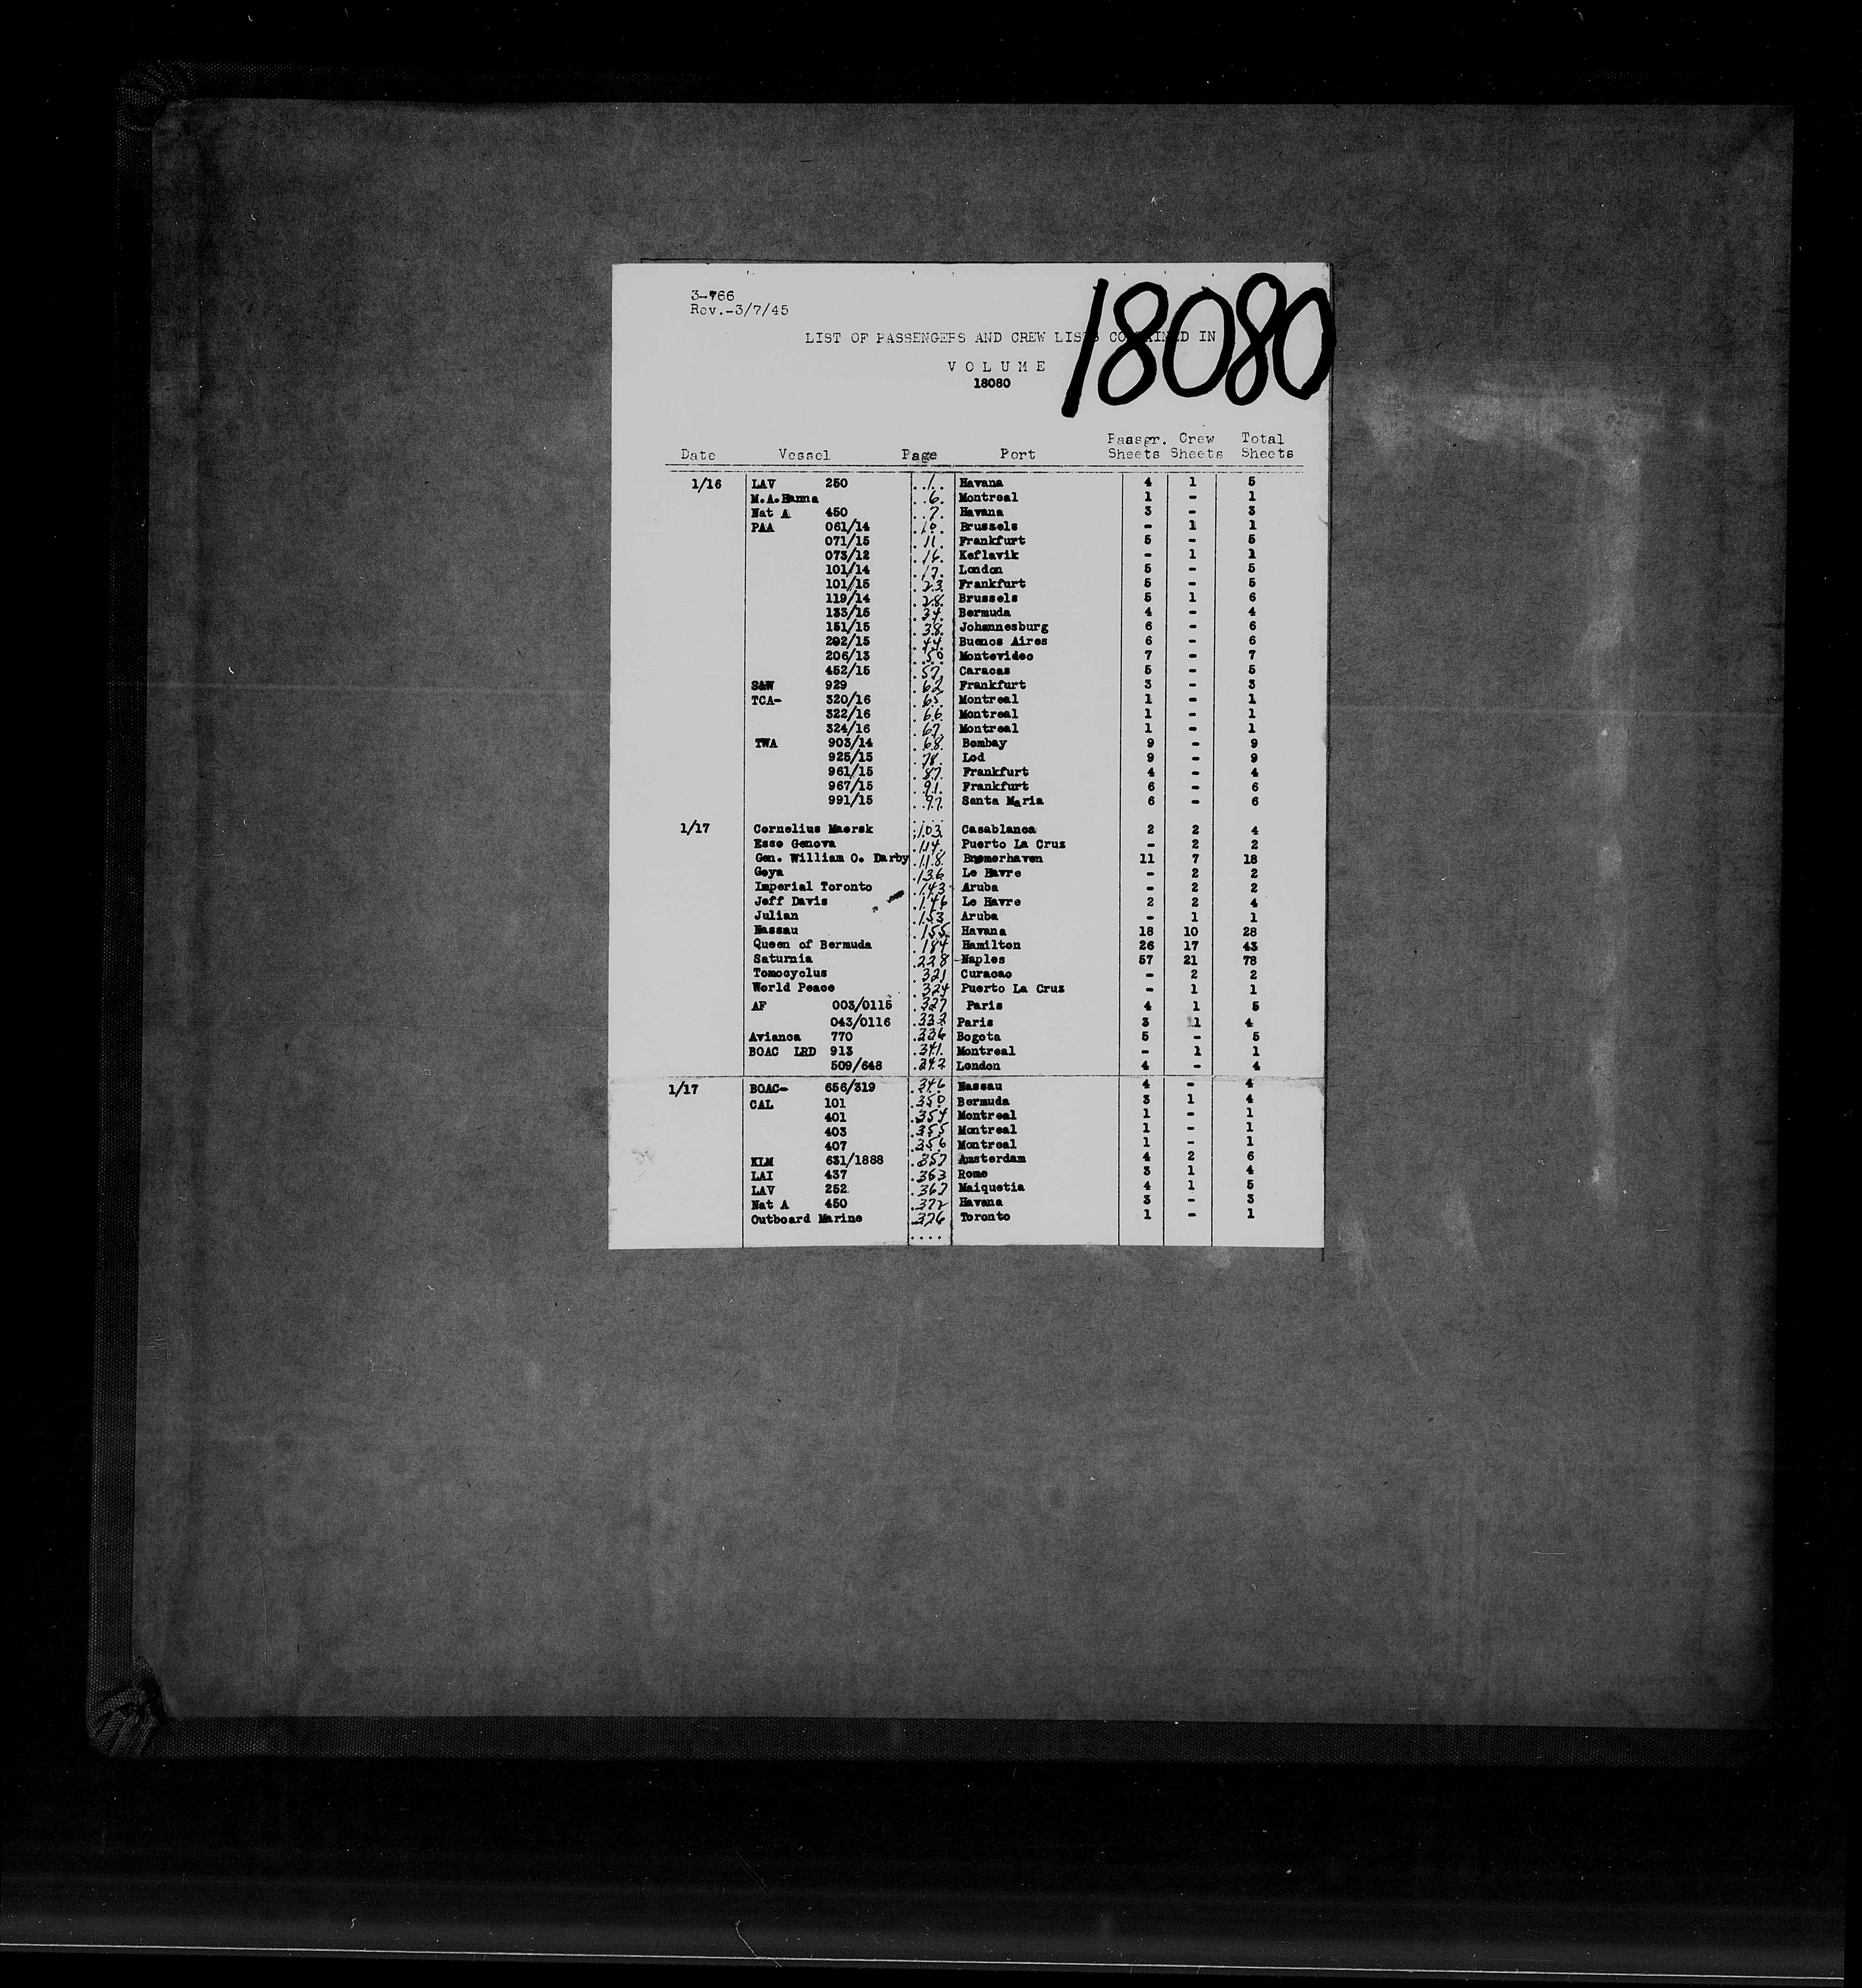 18080
3-766
Rev.-3/7/45
LIST OF PASSENGERS AND CREW LISTS CONTAINED IN
VOLUME
18080
Date Vessel Page Port Passgr. Sheets Crew Sheets Total Sheets
1/16 LAV 250 1 Havana 4 1 5
M.A.Hanna 6 Montreal 1 - 1
Nat A 450 7 Havana 3 - 3
PAA 061/14 10 Brussels - 1 1
071/15 11 Frankfurt 5 - 5
073/12 16 Keflavik - 1 1
101/14 17 London 5 - 5
101/15 23 Frankfurt 5 - 5
119/14 28 Brussels 5 1 6
133/15 34 Bermuda 4 - 4
151/15 38 Johannesburg 6 - 6
202/15 44 Buenos Aires 6 - 6
206/13 50 Montevideo 7 - 7
452/15 57 Caracas 5 - 5
S&W 929 62 Frankfurt 3 - 3
TCA- 320/16 65 Montreal 1 - 1
322/16 66 Montreal 1 - 1
324/16 67 Montreal 1 - 1
TWA 903/14 68 Bombay 9 - 9
925/15 78 Lod 9 - 9
961/15 87 Frankfurt 4 - 4
967/15 91 Frankfurt 6 - 6
991/15 97 Santa Maria 6 - 6
1/17 Cornelius Maersk 103 Casablanca 2 2 4
Esso Genova 114 Puerto La Cruz - 2 2
Gen. William O. Darby 118 Bremerhaven 11 7 18
Goya 136 Le Havre - 2 2
Imperial Toronto 143 Aruba - 2 2
Jeff Davis 146 Le Havre 2 2 4
Julian 153 Aruba - 1 1
Nassau 155 Havana 18 10 28
Queen of Bermuda 184 Hamilton 26 17 43
Saturnia 228 Naples 57 21 78
Tomocyclus 321 Curacao - 2 2
World Peace 324 Puerto La Cruz - 1 1
AF 003/0115 327 Paris 4 1 5
043/0116 332 Paris 3 1 4
Avianca 770 336 Bogota 5 - 5
BOAC LRD 913 341 Montreal - 1 1
509/648 342 London 4 - 4
1/17 BOAC- 656/319 346 Nassau 4 - 4
CAL 101 350 Bermuda 3 1 4
401 354 Montreal 1 - 1
403 355 Montreal 1 - 1
407 356 Montreal 1 - 1
KLM 631/1888 357 Amsterdam 4 2 6
LAI 437 363 Rome 3 1 4
LAV 252 367 Maiquetia 4 1 5
Nat A 450 372 Havana 3 - 3
Outboard Marine 376 Toronto 1 - 1